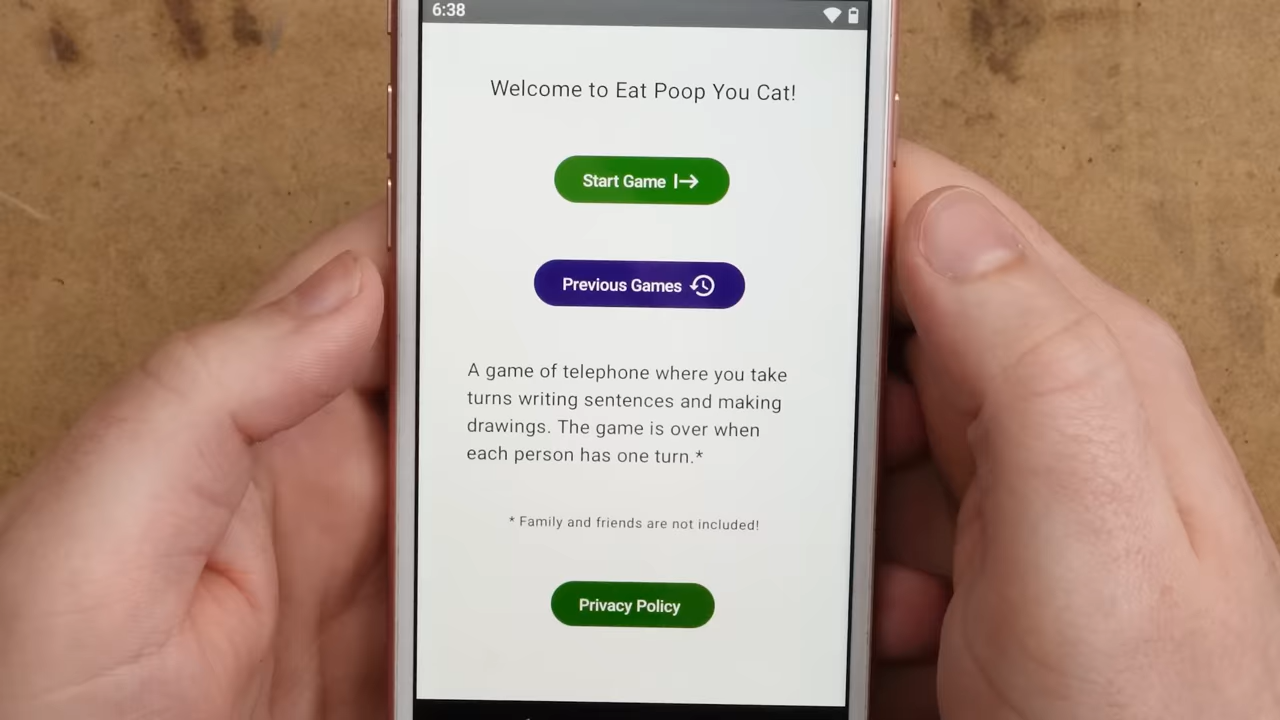 6:38
Welcome to Eat Poop You Cat!
Start Game
Previous Games
A game of telephone where you take
turns writing sentences and making
drawings. The game is over when
each person has one turn.*
* Family and friends are not included!
Privacy Policy